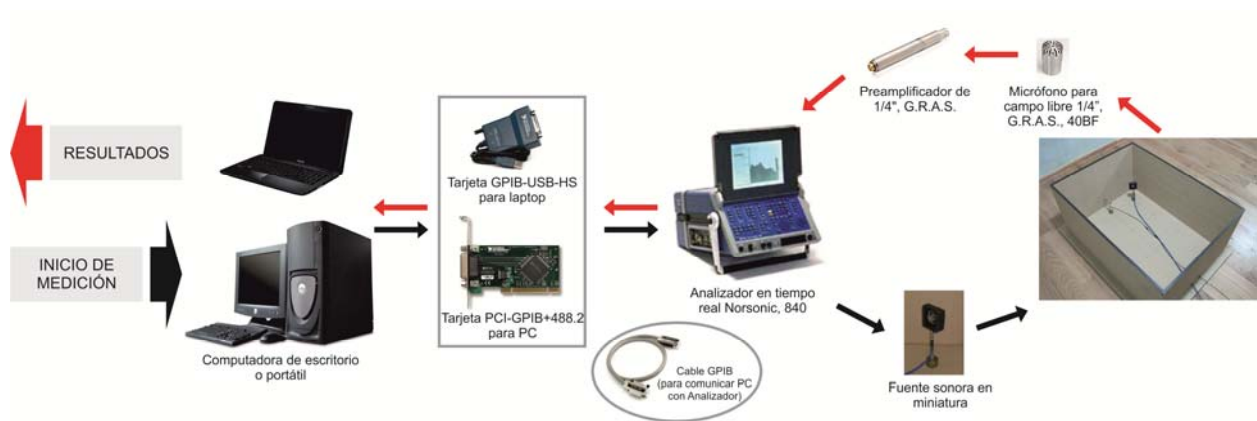 RESULTADOS
INICIO DE
MEDICIÓN
Computadora de escritorio
o portátil
Tarjeta GPIB-USB-HS
para laptop
Tarjeta PCI-GPIB+488.2
para PC
Cable GPIB
(para comunicar PC
con Analizador)
Analizador en tiempo
real Norsonic, 840
Preamplificador de
1/4", G.R.A.S.
Micrófono para
campo libre 1/4",
G.R.A.S., 40BF
Fuente sonora en
miniatura